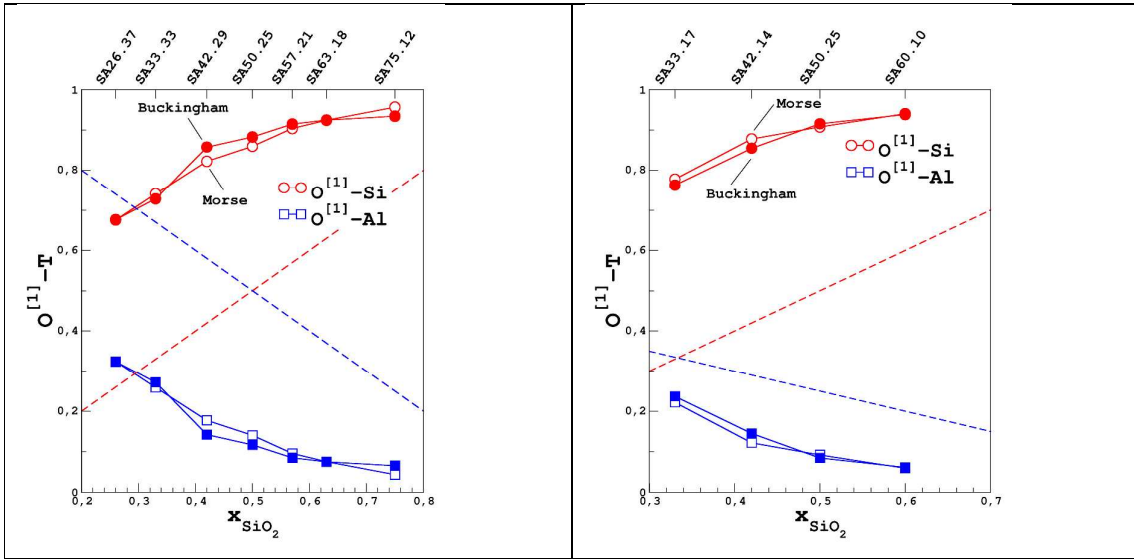 SA26.37 SA33.33 SA42.29 SA50.25 SA57.21 SA63.18 SA75.12
1
0,8
0,6
0,4
0,2
0
O[1]-T
Buckingham
Morse
O[1]-Si
O[1]-Al
0,2 0,3 0,4 0,5 0,6 0,7 0,8
xSiO2
SA33.17 SA42.14 SA50.25 SA60.10
1
0,8
0,6
0,4
0,2
0
O[1]-T
Morse
Buckingham
O[1]-Si
O[1]-Al
0,3 0,4 0,5 0,6 0,7
xSiO2